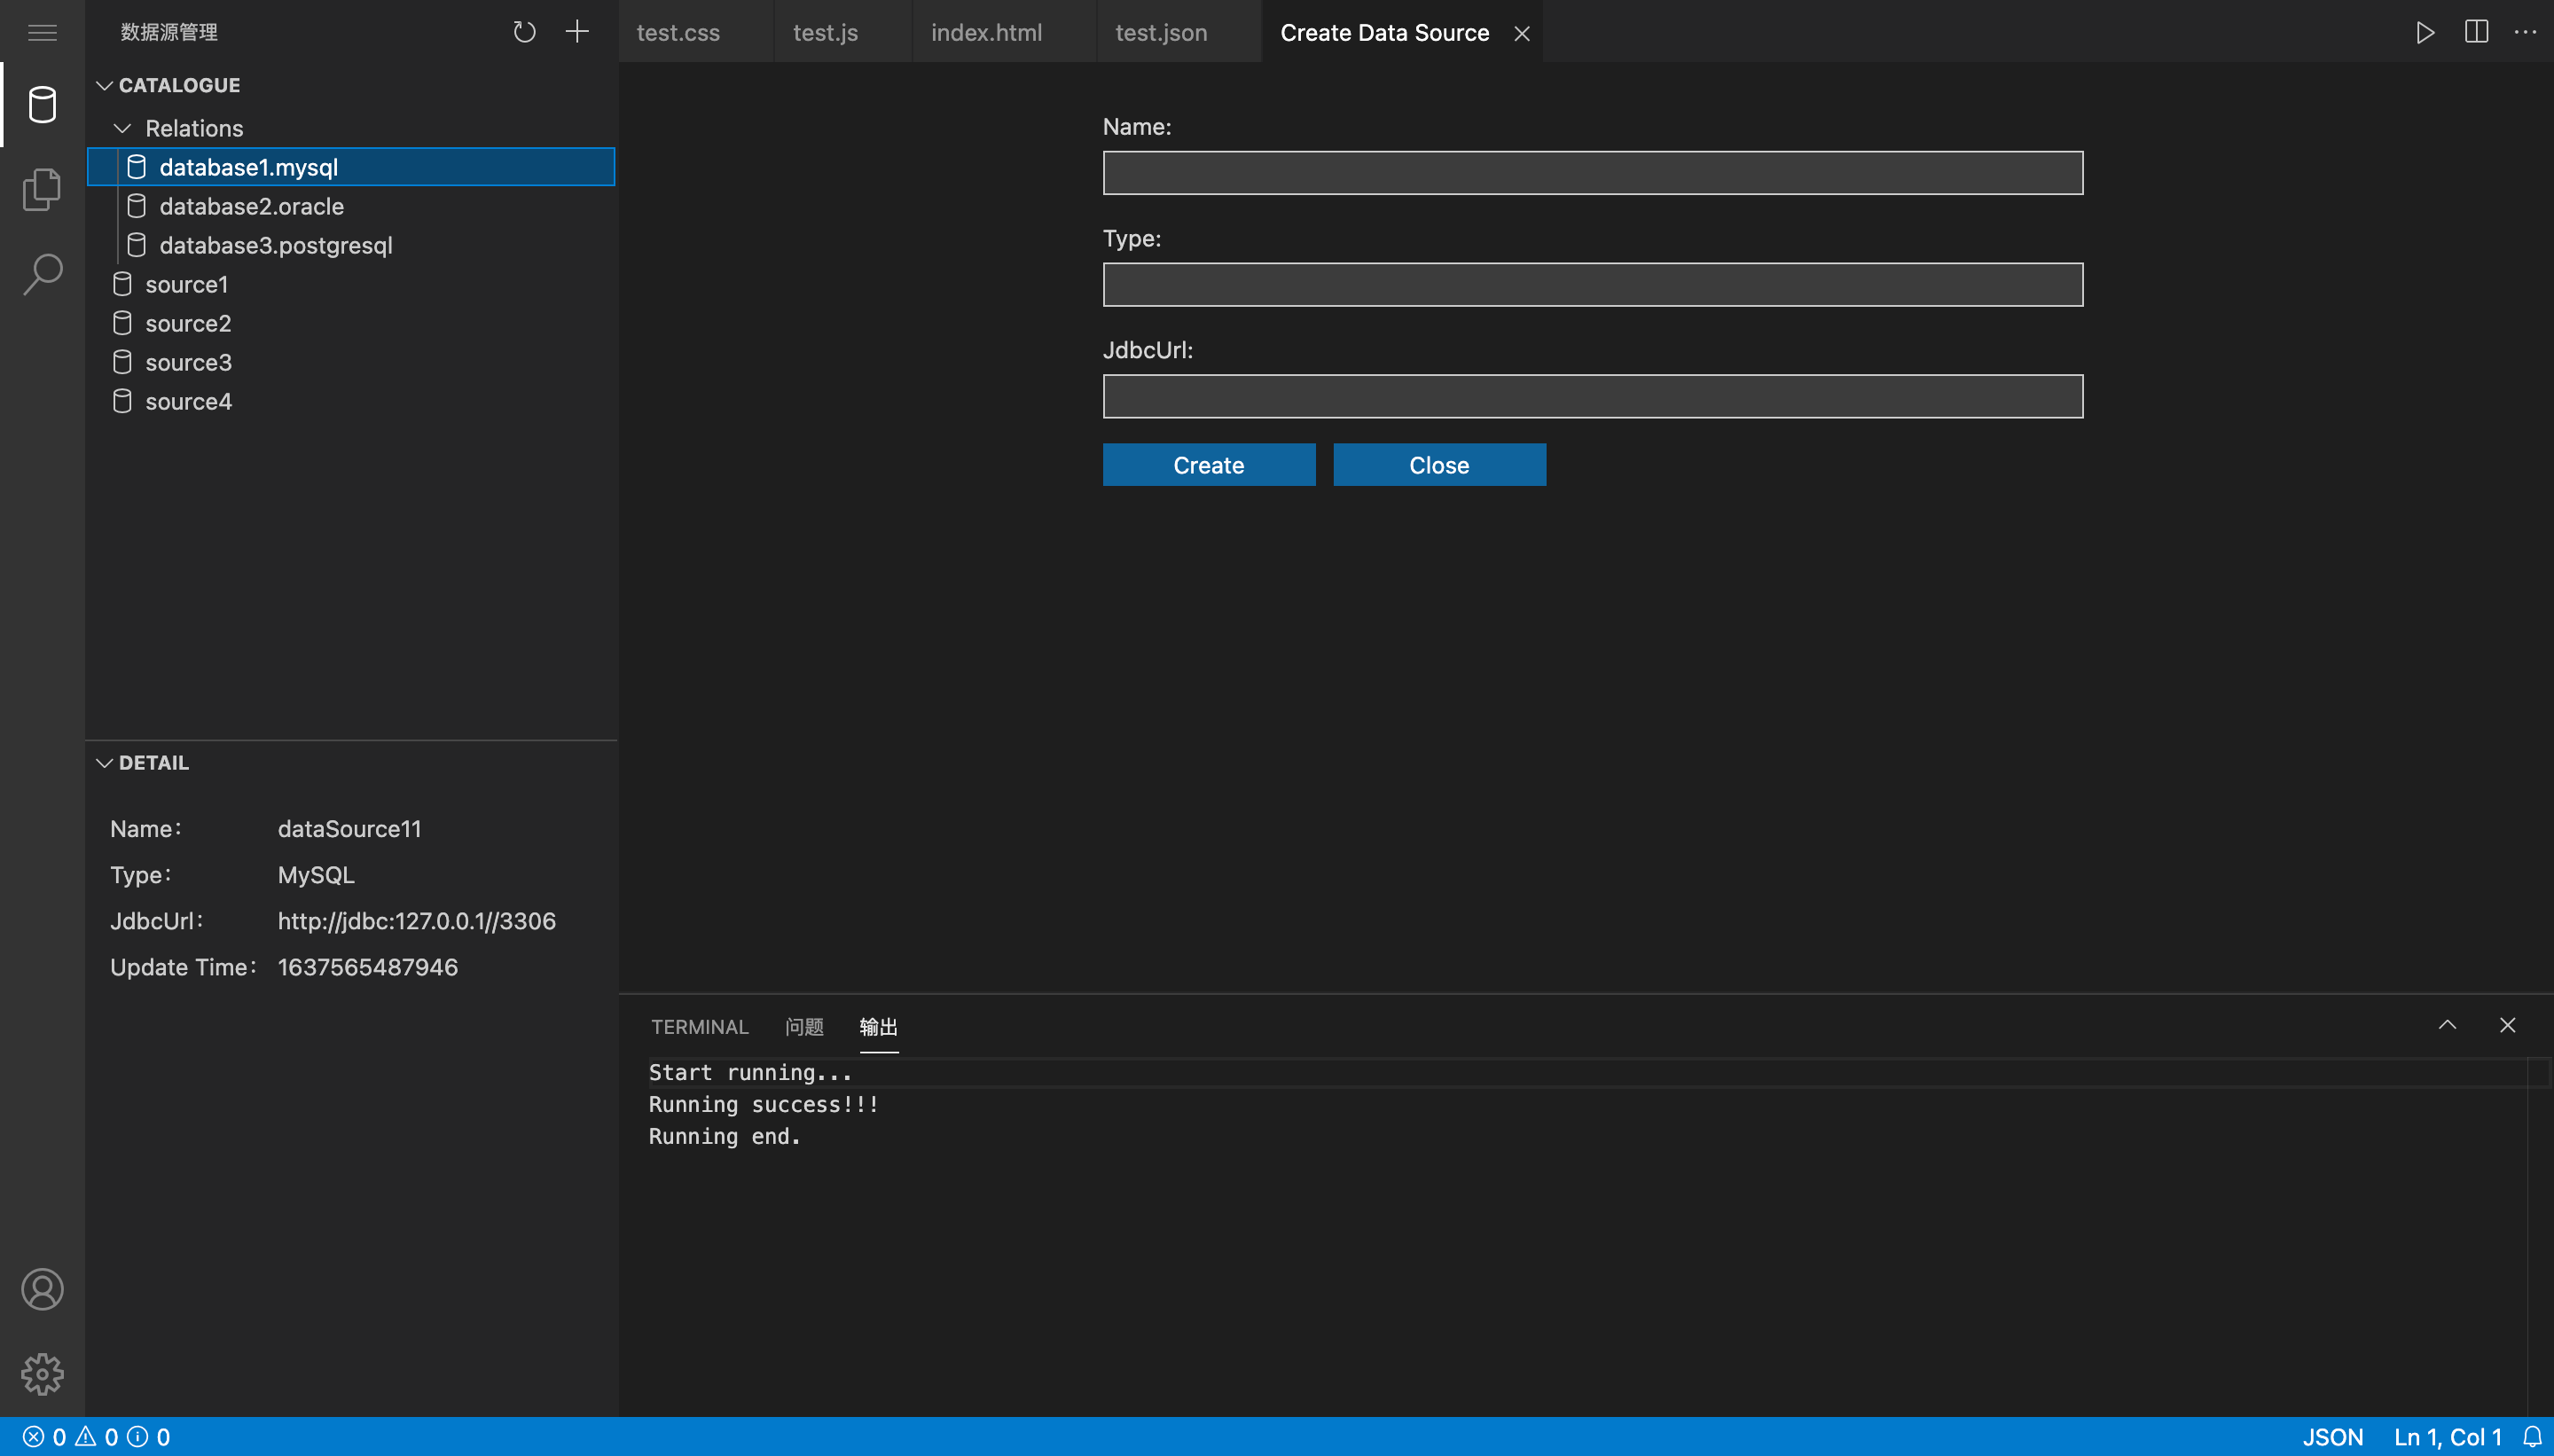 数据源管理
test.css
test.js
index.html
test.json
Create Data Source
CATALOGUE
Relations
database1.mysql
database2.oracle
database3.postgresql
source1
source2
source3
source4
Name:
Type:
JdbcUrl:
Create
Close
DETAIL
Name： dataSource11
Type： MySQL
JdbcUrl： http://jdbc:127.0.0.1//3306
Update Time： 1637565487946
TERMINAL
问题
输出
Start running...
Running success!!!
Running end.
0 0 0
JSON
Ln 1, Col 1